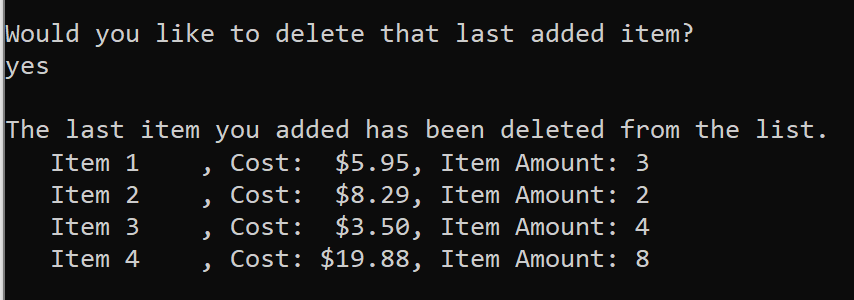 Would you like to delete that last added item?
yes
The last item you added has been deleted from the list.
   Item 1    , Cost:  $5.95, Item Amount: 3
   Item 2    , Cost:  $8.29, Item Amount: 2
   Item 3    , Cost:  $3.50, Item Amount: 4
   Item 4    , Cost: $19.88, Item Amount: 8